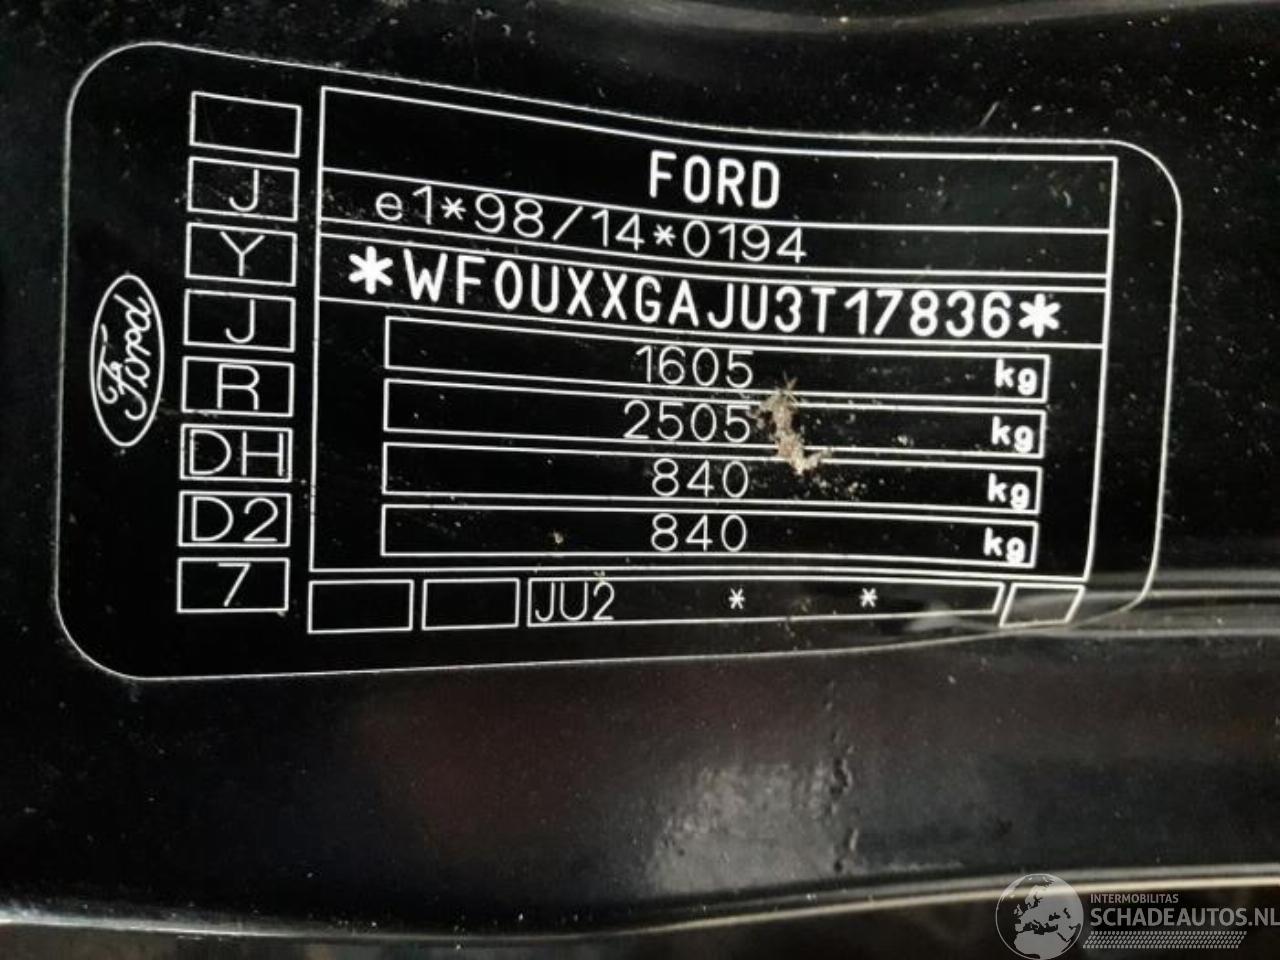 Ford
J
Y
J
R
DH
D2
7
FORD
e1*98/14*0194
*WF0UXXGAJU3T17836*
1605 kg
2505 kg
840 kg
840 kg
JU2 * *
INTERMOBILITAS
SCHADEAUTOS.NL